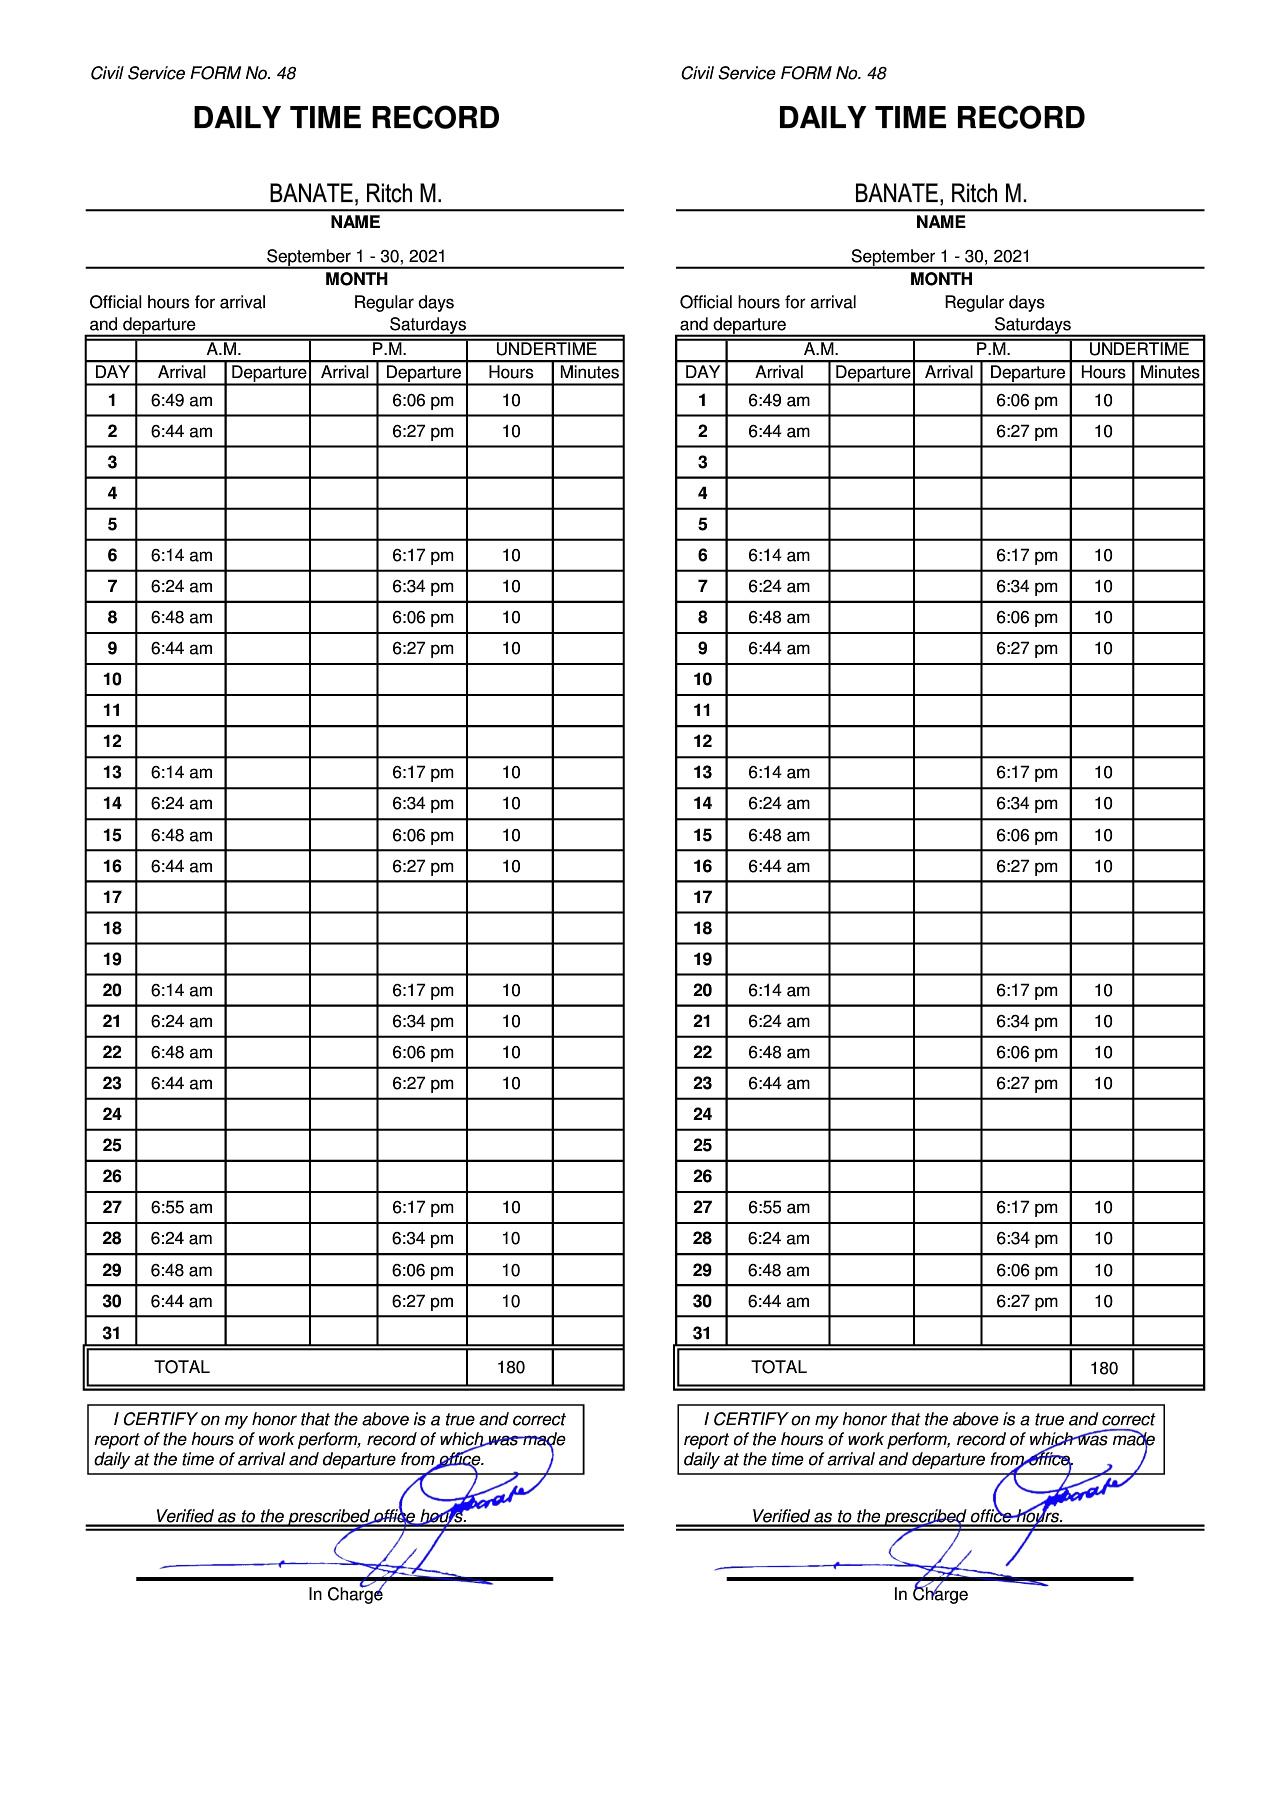 Civil Service FORM No. 48
DAILY TIME RECORD
BANATE, Ritch M.
NAME
September 1 - 30, 2021
MONTH
Official hours for arrival Regular days
and departure Saturdays
A.M. P.M. UNDERTIME
DAY Arrival Departure Arrival Departure Hours Minutes
1 6:49 am 6:06 pm 10
2 6:44 am 6:27 pm 10
3
4
5
6 6:14 am 6:17 pm 10
7 6:24 am 6:34 pm 10
8 6:48 am 6:06 pm 10
9 6:44 am 6:27 pm 10
10
11
12
13 6:14 am 6:17 pm 10
14 6:24 am 6:34 pm 10
15 6:48 am 6:06 pm 10
16 6:44 am 6:27 pm 10
17
18
19
20 6:14 am 6:17 pm 10
21 6:24 am 6:34 pm 10
22 6:48 am 6:06 pm 10
23 6:44 am 6:27 pm 10
24
25
26
27 6:55 am 6:17 pm 10
28 6:24 am 6:34 pm 10
29 6:48 am 6:06 pm 10
30 6:44 am 6:27 pm 10
31
TOTAL 180
I CERTIFY on my honor that the above is a true and correct
report of the hours of work perform, record of which was made
daily at the time of arrival and departure from office.
Verified as to the prescribed office hours.
In Charge
Civil Service FORM No. 48
DAILY TIME RECORD
BANATE, Ritch M.
NAME
September 1 - 30, 2021
MONTH
Official hours for arrival Regular days
and departure Saturdays
A.M. P.M. UNDERTIME
DAY Arrival Departure Arrival Departure Hours Minutes
1 6:49 am 6:06 pm 10
2 6:44 am 6:27 pm 10
3
4
5
6 6:14 am 6:17 pm 10
7 6:24 am 6:34 pm 10
8 6:48 am 6:06 pm 10
9 6:44 am 6:27 pm 10
10
11
12
13 6:14 am 6:17 pm 10
14 6:24 am 6:34 pm 10
15 6:48 am 6:06 pm 10
16 6:44 am 6:27 pm 10
17
18
19
20 6:14 am 6:17 pm 10
21 6:24 am 6:34 pm 10
22 6:48 am 6:06 pm 10
23 6:44 am 6:27 pm 10
24
25
26
27 6:55 am 6:17 pm 10
28 6:24 am 6:34 pm 10
29 6:48 am 6:06 pm 10
30 6:44 am 6:27 pm 10
31
TOTAL 180
I CERTIFY on my honor that the above is a true and correct
report of the hours of work perform, record of which was made
daily at the time of arrival and departure from office.
Verified as to the prescribed office hours.
In Charge